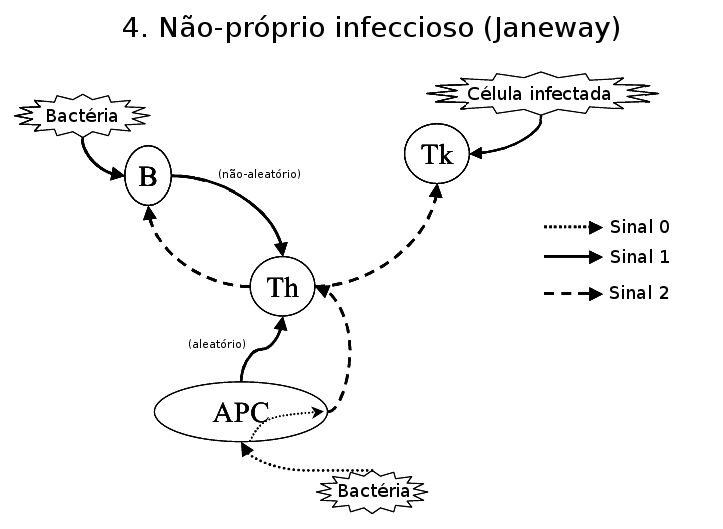 4. Não-próprio infeccioso (Janeway)
Bactéria
Célula infectada
B
(não-aleatório)
Tk
Sinal 0
Sinal 1
Sinal 2
Th
(aleatório)
APC
Bactéria